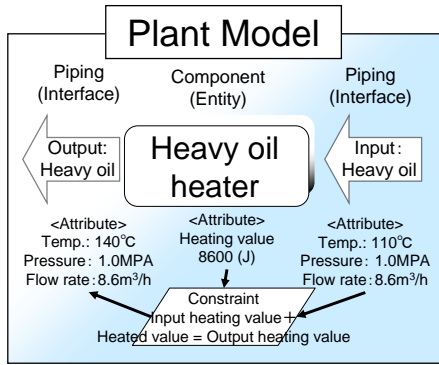 Plant Model
Piping
(Interface)
Component
(Entity)
Piping
(Interface)
Output:
Heavy oil
Heavy oil
heater
Input:
Heavy oil
<Attribute>
Temp.: 140℃
Pressure: 1.0MPA
Flow rate:8.6m³/h
<Attribute>
Heating value
8600 (J)
<Attribute>
Temp.: 110℃
Pressure: 1.0MPA
Flow rate:8.6m³/h
Constraint
Input heating value+
Heated value = Output heating value